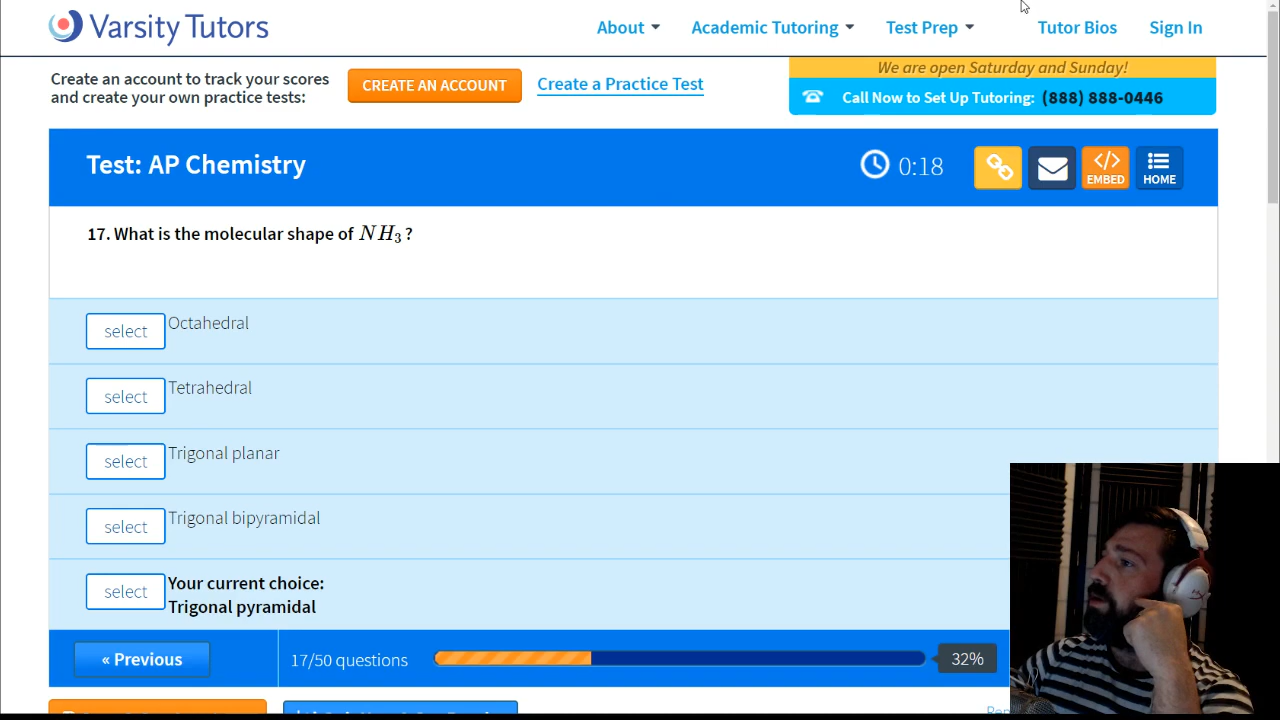 Varsity Tutors
About
Academic Tutoring
Test Prep
Tutor Bios
Sign In
Create an account to track your scores
and create your own practice tests:
CREATE AN ACCOUNT
Create a Practice Test
We are open Saturday and Sunday!
Call Now to Set Up Tutoring: (888) 888-0446
Test: AP Chemistry
0:18
EMBED
HOME
17. What is the molecular shape of NH₃ ?
select Octahedral
select Tetrahedral
select Trigonal planar
select Trigonal bipyramidal
select Your current choice:
Trigonal pyramidal
« Previous
17/50 questions
32%